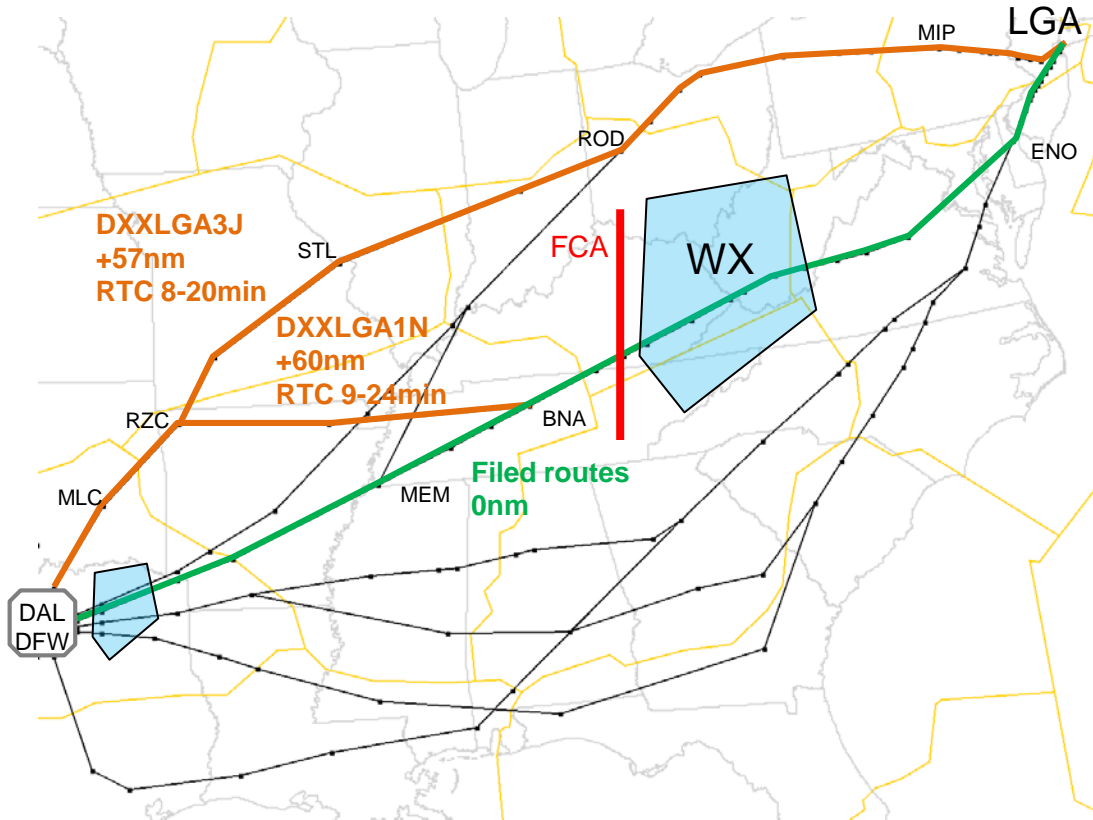 LGA
MIP
ROD
ENO
DXXLGA3J
+57nm
RTC 8-20min
STL
FCA
WX
DXXLGA1N
+60nm
RTC 9-24min
RZC
BNA
MEM
Filed routes
0nm
MLC
DAL
DFW